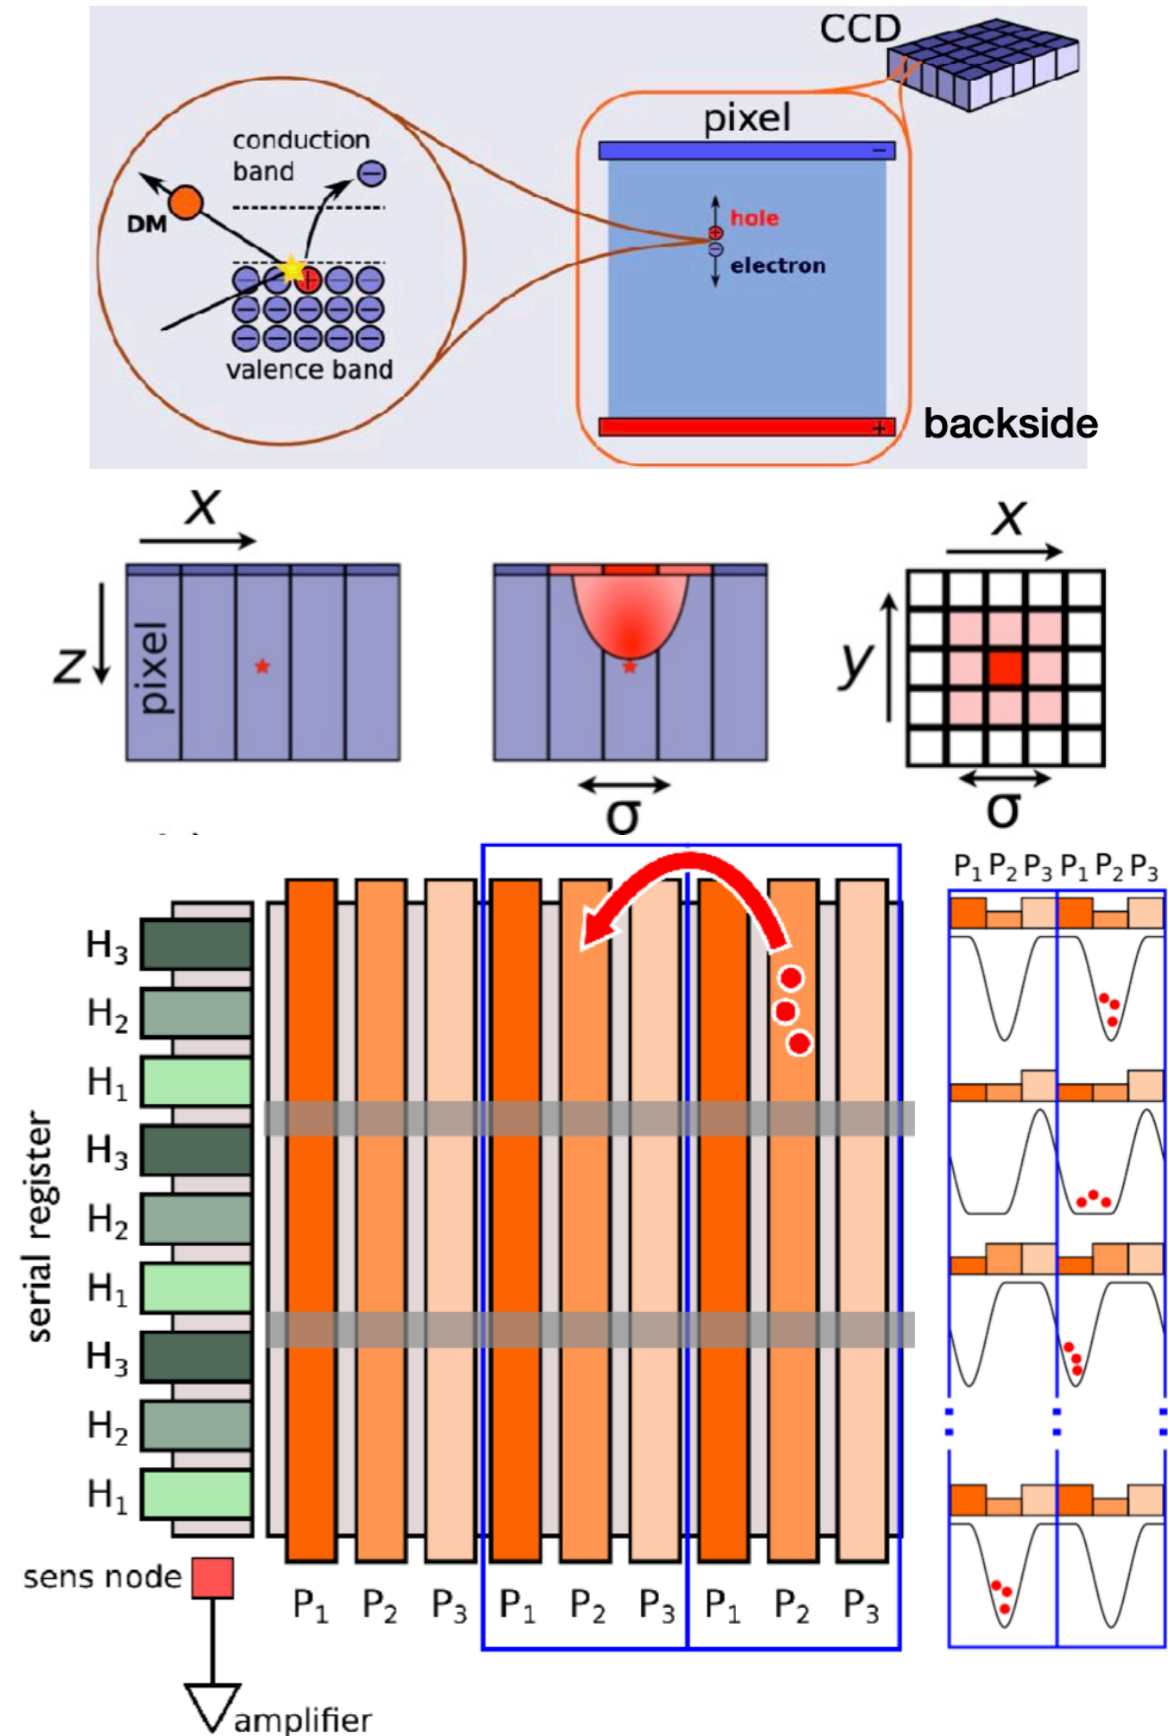 CCD
pixel
conduction
band
−
DM
hole
+
−
electron
+
valence band
+
backside
x
z
pixel
σ
x
y
σ
P₁ P₂ P₃ P₁ P₂ P₃
H₃
H₂
H₁
H₃
H₂
H₁
H₃
H₂
H₁
serial register
sens node
P₁ P₂ P₃ P₁ P₂ P₃ P₁ P₂ P₃
amplifier